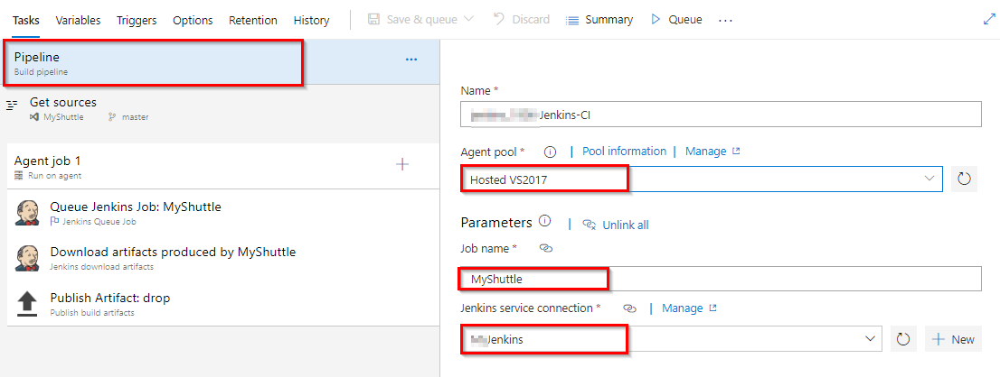 Tasks Variables Triggers Options Retention History Save & queue Discard Summary Queue ...
Pipeline ...
Build pipeline
Get sources
MyShuttle master
Agent job 1 +
Run on agent
Queue Jenkins Job: MyShuttle
Jenkins Queue Job
Download artifacts produced by MyShuttle
Jenkins download artifacts
Publish Artifact: drop
Publish build artifacts
Name *
Jenkins-CI
Agent pool * | Pool information | Manage
Hosted VS2017
Parameters | Unlink all
Job name *
MyShuttle
Jenkins service connection * | Manage
Jenkins + New